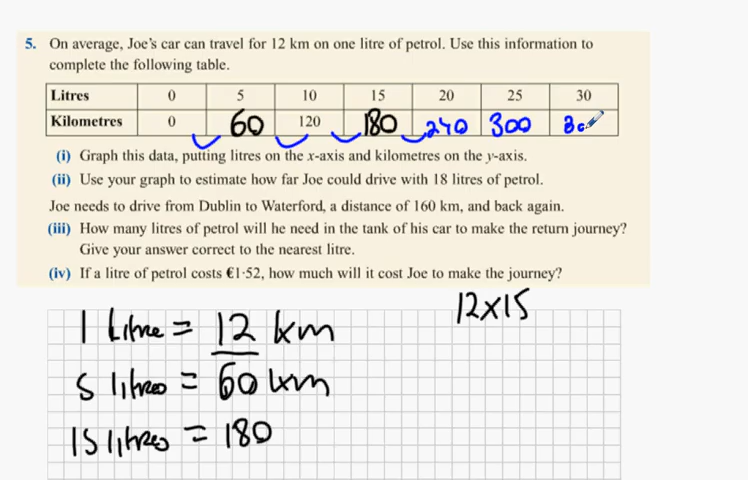 5. On average, Joe's car can travel for 12 km on one litre of petrol. Use this information to
complete the following table.
Litres 0 5 10 15 20 25 30
Kilometres 0 60 120 180 240 300
(i) Graph this data, putting litres on the x-axis and kilometres on the y-axis.
(ii) Use your graph to estimate how far Joe could drive with 18 litres of petrol.
Joe needs to drive from Dublin to Waterford, a distance of 160 km, and back again.
(iii) How many litres of petrol will he need in the tank of his car to make the return journey?
Give your answer correct to the nearest litre.
(iv) If a litre of petrol costs €1·52, how much will it cost Joe to make the journey?
12x15
1 Litre = 12 km
5 litres = 60 km
15 litres = 180